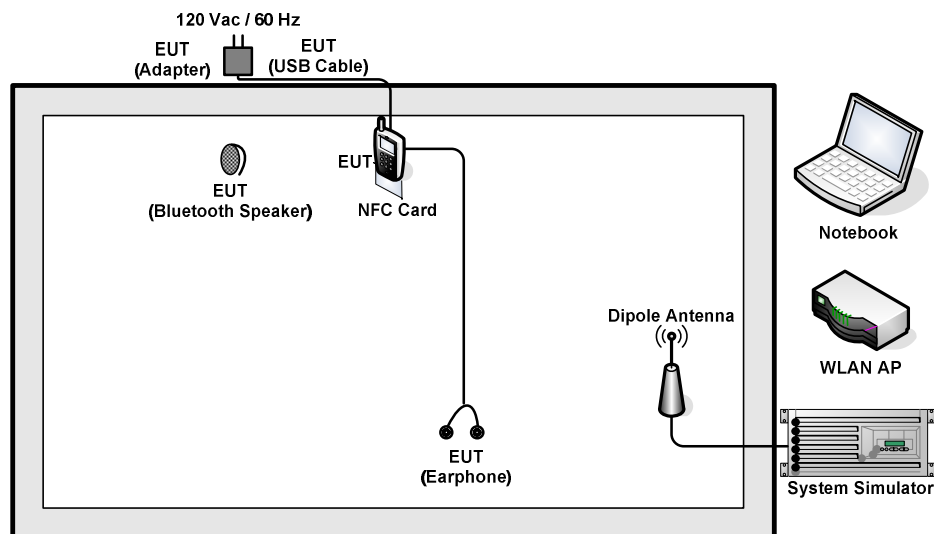 120 Vac / 60 Hz
EUT
(Adapter)
EUT
(USB Cable)
EUT
(Bluetooth Speaker)
EUT
NFC Card
Notebook
Dipole Antenna
WLAN AP
EUT
(Earphone)
System Simulator